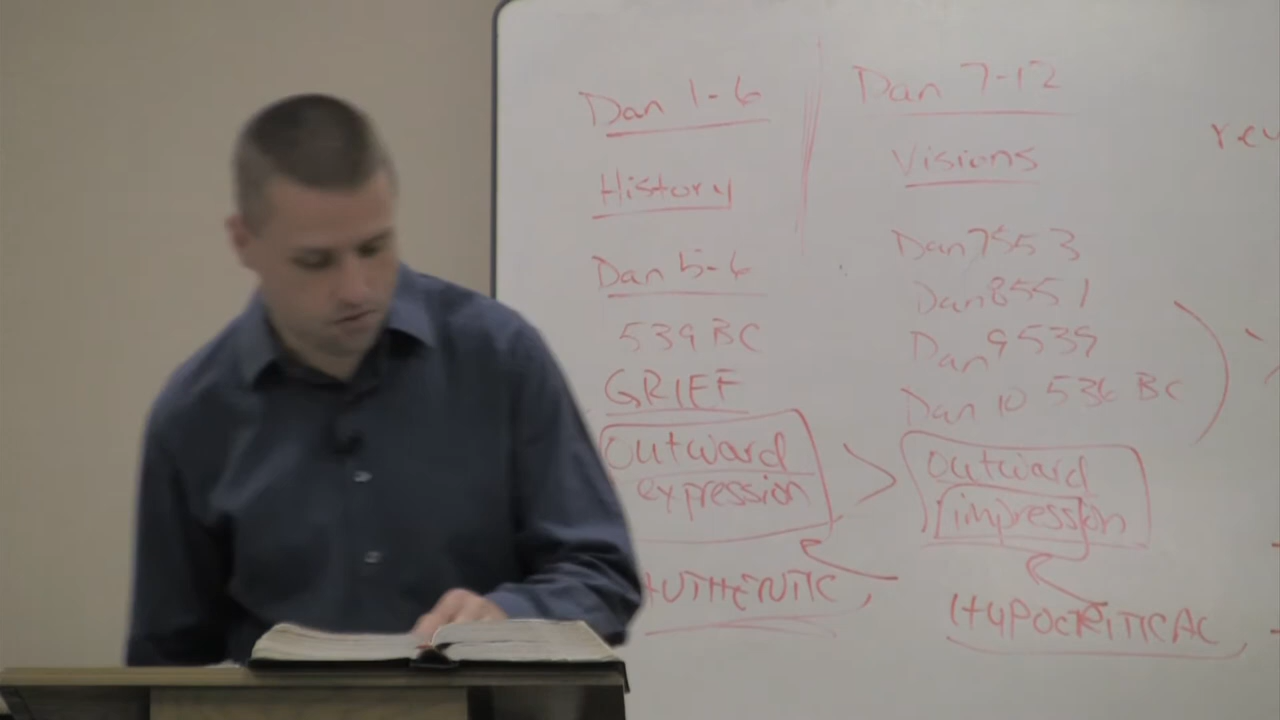 Dan 1-6
History
Dan 5-6
539 BC
GRIEF
outward
expression
AUTHENTIC
Dan 7-12
Visions
Dan 7 553
Dan 8 551
Dan 9 539
Dan 10 536 BC
>
outward
impression
HYPOCRITICAL